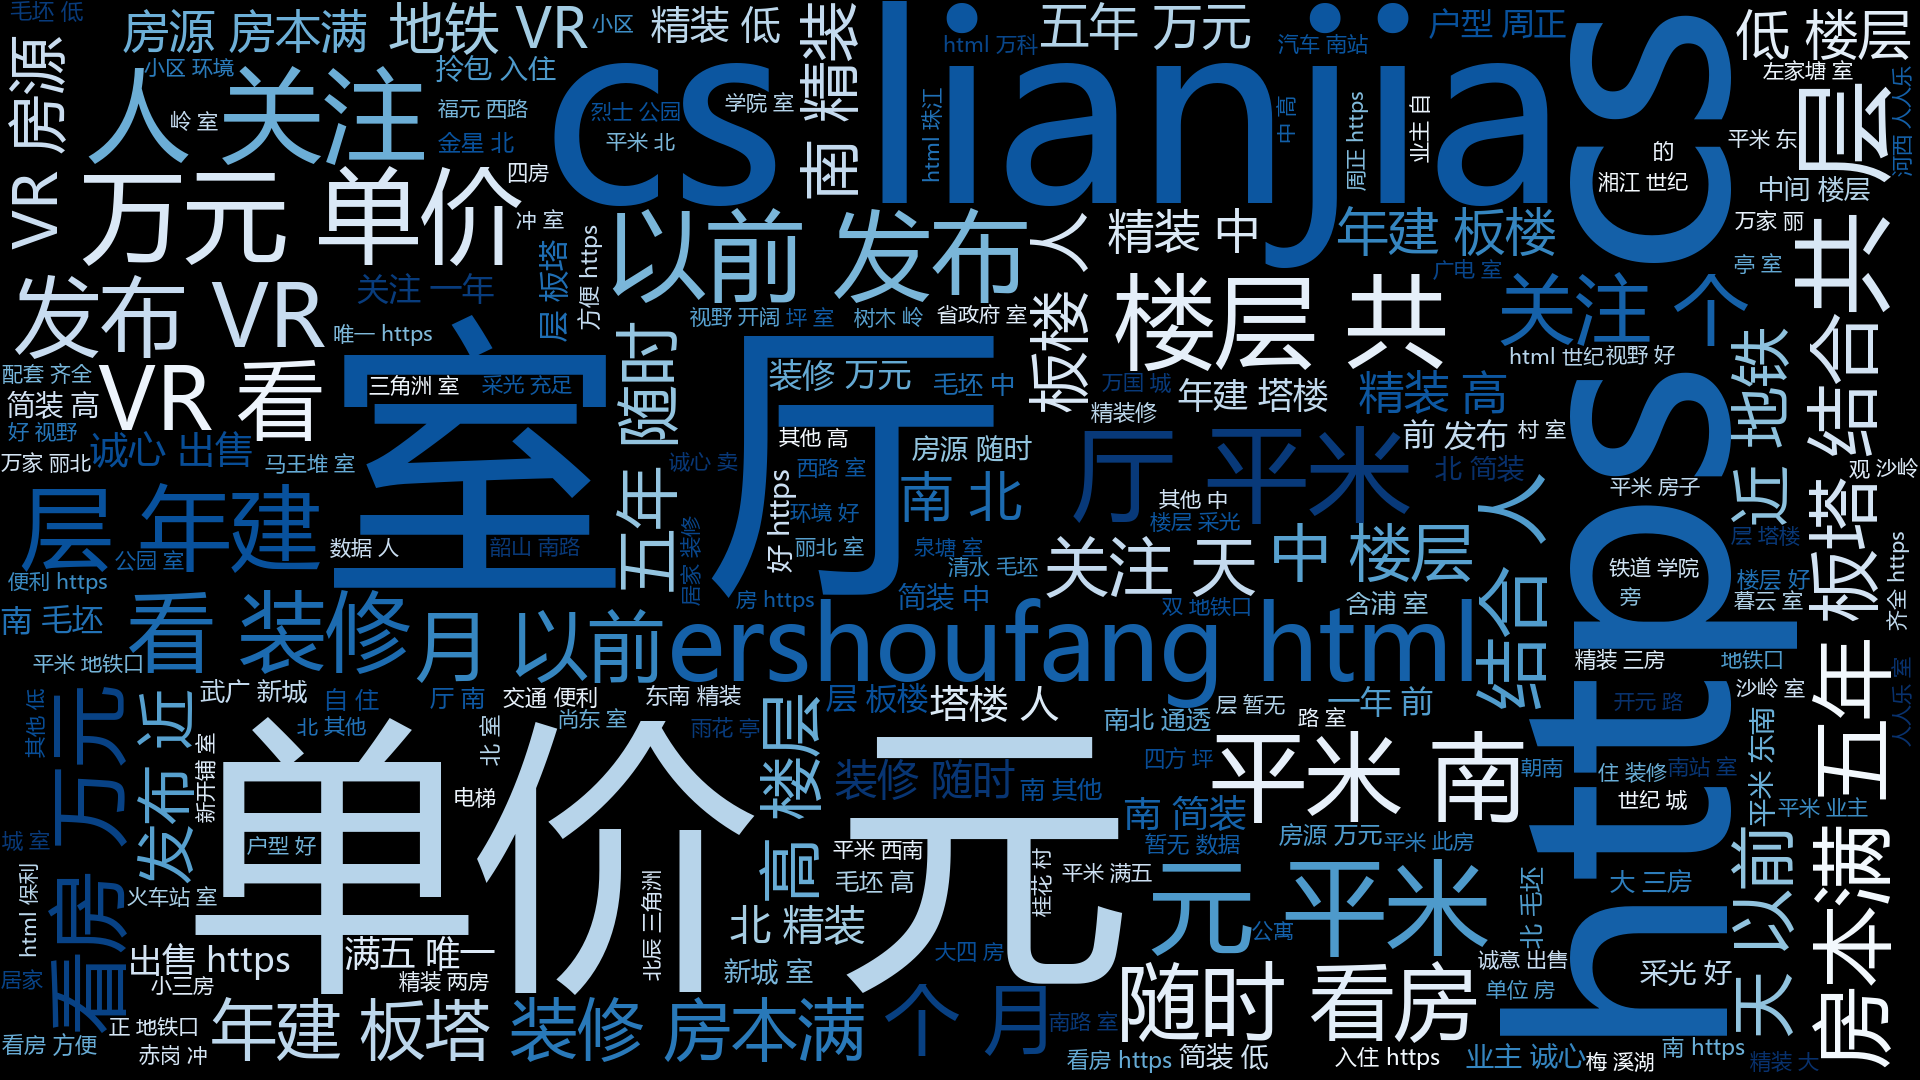 毛坯 低
房源 房本满
地铁 VR
小区
精装 低
南 精装
cs lianjia
html 万科
五年 万元
汽车 南站
户型 周正
https cs
低 楼层
VR 房源
小区 环境
拎包 入住
左家塘 室
人 关注
岭 室
福元 西路
烈士 公园
学院 室
html 珠江
中 高
周正 https
业主 自
层
河西 人人乐
金星 北
平米 北
平米 东
的
万元 单价
四房
湘江 世纪
中间 楼层
冲 室
以前 发布
板楼 人
精装 中
年建 板楼
万家 丽
结合 共
层 板塔
方便 https
广电 室
亭 室
发布 VR
关注 一年
楼层 共
关注 个
视野 开阔
坪 室
树木 岭
省政府 室
唯一 https
五年 随时
近 地铁
html 世纪
视野 好
配套 齐全
VR 看
室 厅
三角洲 室
采光 充足
装修 万元
毛坯 中
万国 城
年建 塔楼
精装 高
简装 高
精装修
好 视野
诚心 出售
其他 高
房源 随时
厅 平米
前 发布
村 室
万家 丽北
马王堆 室
诚心 卖
西路 室
北 简装
观 沙岭
层 年建
好 https
南 北
其他 中
平米 房子
结合 人
五年 板塔
环境 好
楼层 采光
公园 室
数据 人
韶山 南路
居家 装修
丽北 室
泉塘 室
关注 天
中 楼层
层 塔楼
齐全 https
便利 https
清水 毛坯
铁道 学院
楼层 好
看 装修
房 https
简装 中
双 地铁口
含浦 室
旁
暮云 室
南 毛坯
月 以前
ershoufang html
平米 地铁口
精装 三房
地铁口
人人乐 室
武广 新城
自 住
厅 南
交通 便利
东南 精装
层 板楼
塔楼 人
层 暂无
一年 前
开元 路
沙岭 室
看房 万元
其他 低
发布 近
北 其他
北 室
尚东 室
雨花 亭
高 楼层
南北 通透
路 室
平米 东南
新开铺 室
单价 元
四方 坪
平米 南
朝南
住 装修
南站 室
电梯
装修 随时
南 其他
世纪 城
城 室
户型 好
南 简装
平米 业主
平米 西南
暂无 数据
房源 万元
平米 此房
天 以前
房本满
html 保利
火车站 室
北辰 三角洲
毛坯 高
桂花 村
平米 满五
元 平米
北 毛坯
大 三房
出售 https
满五 唯一
北 精装
大四 房
公寓
诚意 出售
采光 好
居家
小三房
精装 两房
新城 室
随时 看房
单位 房
正 地铁口
年建 板塔
装修 房本满
个 月
南路 室
看房 方便
赤岗 冲
看房 https
简装 低
入住 https
业主 诚心
梅 溪湖
南 https
精装 大